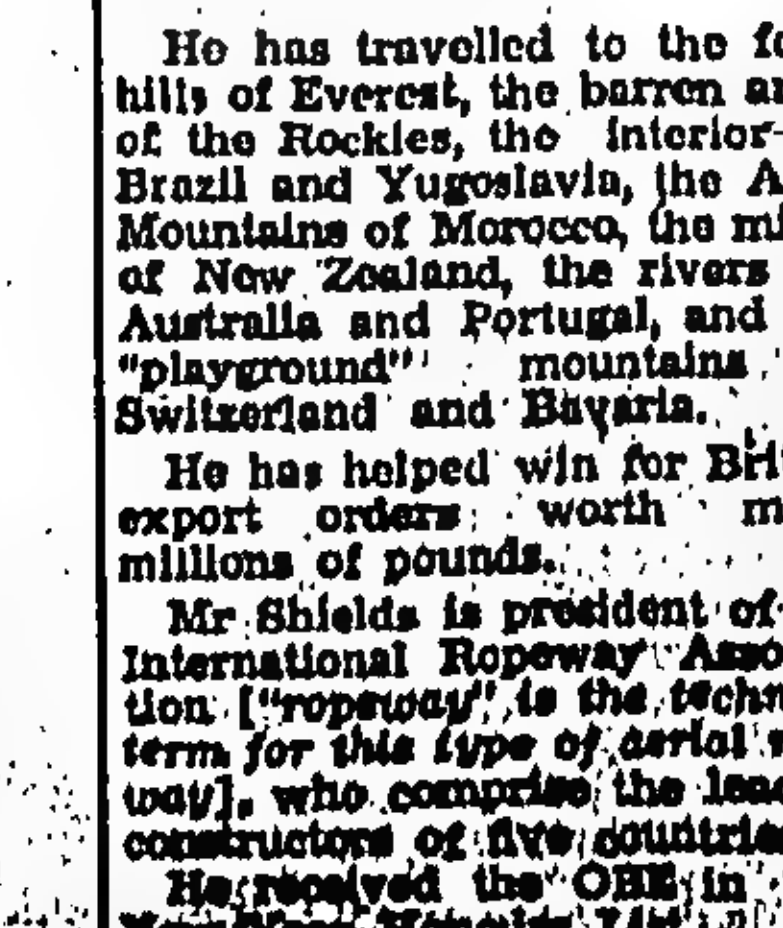 He has travelled to the fo
hills of Everest, the barren a
of the Rockies, the interior
Brazil and Yugoslavia, the A
Mountains of Morocco, the mi
of New Zealand, the rivers
Australia and Portugal, and
"playground" mountains
Switzerland and Bavaria.
He has helped win for Bri
export orders worth m
millions of pounds.
Mr Shields is president of
International Ropeway Asso
tion ["ropeway" is the techn
term for this type of aerial
way], who comprise the lea
constructors of five countrie
He received the OBE in